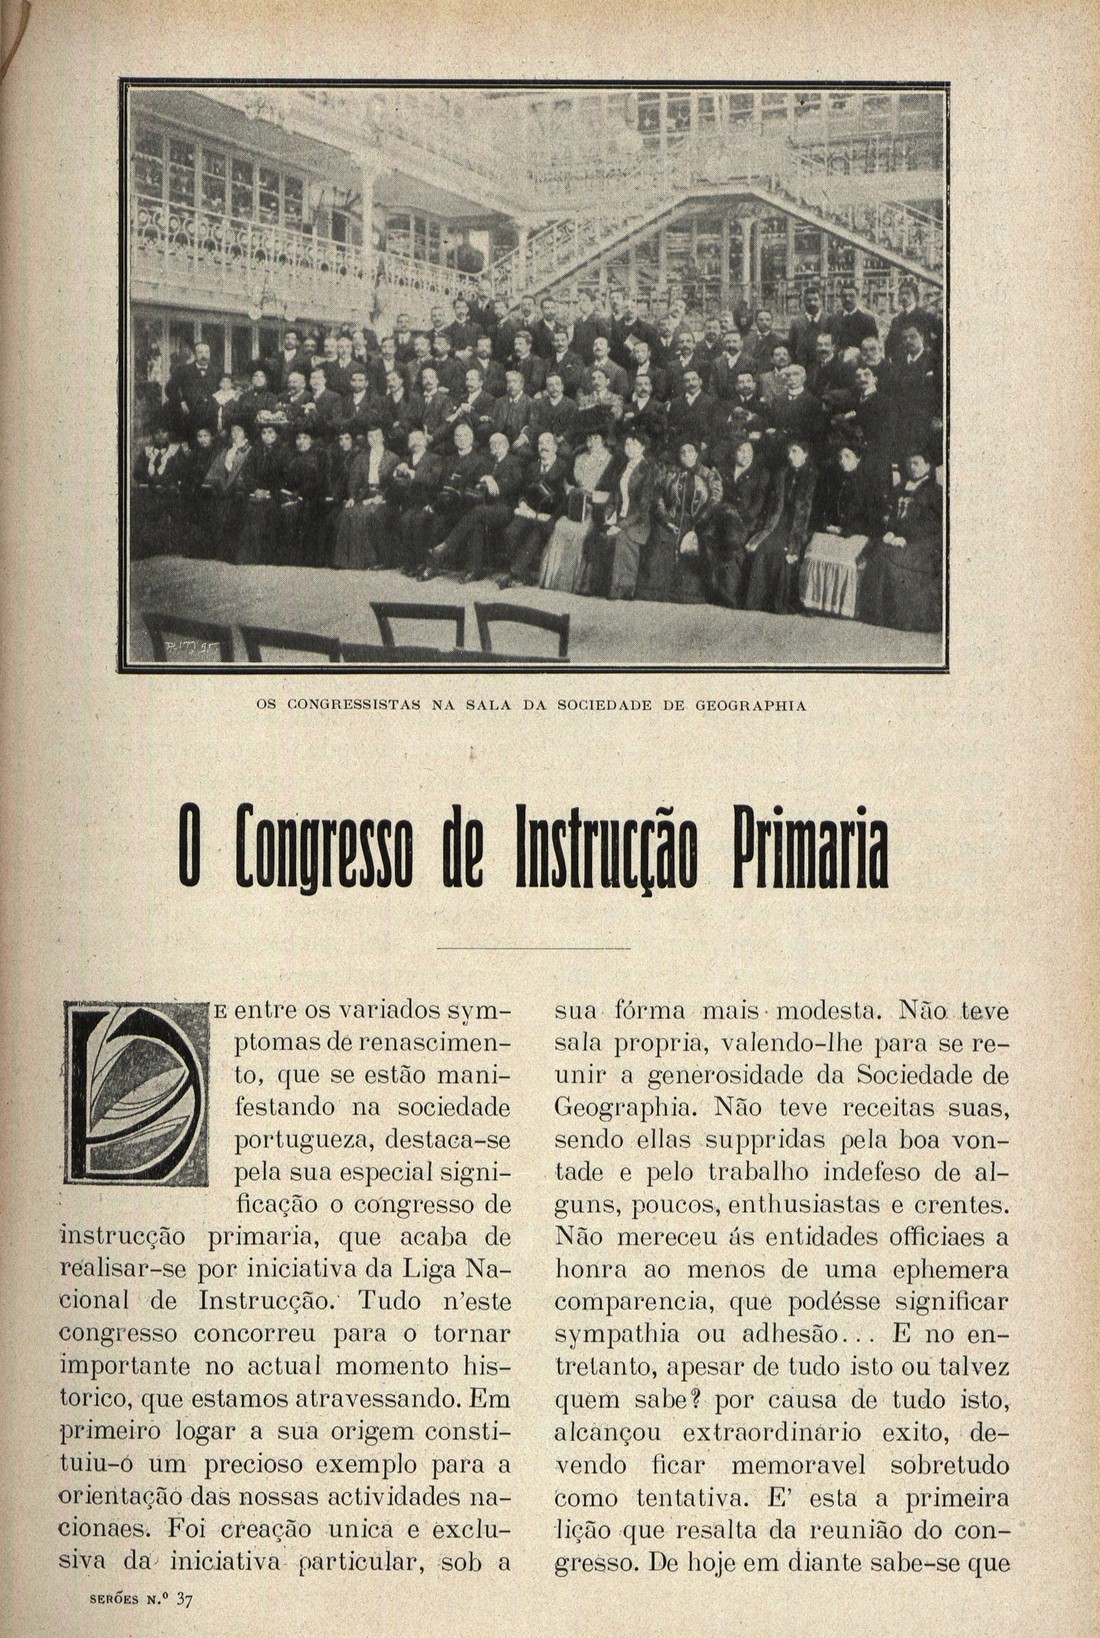 OS CONGRESSISTAS NA SALA DA SOCIEDADE DE GEOGRAPHIA
O Congresso de Instrucção Primaria
DE entre os variados sym-
ptomas de renascimen-
to, que se estão mani-
festando na sociedade
portugueza, destaca-se
pela sua especial signi-
ficação o congresso de
instrucção primaria, que acaba de
realisar-se por iniciativa da Liga Na-
cional de Instrucção. Tudo n'este
congresso concorreu para o tornar
importante no actual momento his-
torico, que estamos atravessando. Em
primeiro logar a sua origem consti-
tuiu-o um precioso exemplo para a
orientação das nossas actividades na-
cionaes. Foi creação unica e exclu-
siva da iniciativa particular, sob a
sua fórma mais modesta. Não teve
sala propria, valendo-lhe para se re-
unir a generosidade da Sociedade de
Geographia. Não teve receitas suas,
sendo ellas suppridas pela boa von-
tade e pelo trabalho indefeso de al-
guns, poucos, enthusiastas e crentes.
Não mereceu ás entidades officiaes a
honra ao menos de uma ephemera
comparencia, que podésse significar
sympathia ou adhesão... E no en-
tretanto, apesar de tudo isto ou talvez
quem sabe? por causa de tudo isto,
alcançou extraordinario exito, de-
vendo ficar memoravel sobretudo
como tentativa. E' esta a primeira
lição que resalta da reunião do con-
gresso. De hoje em diante sabe-se que
SERÕES N.º 37